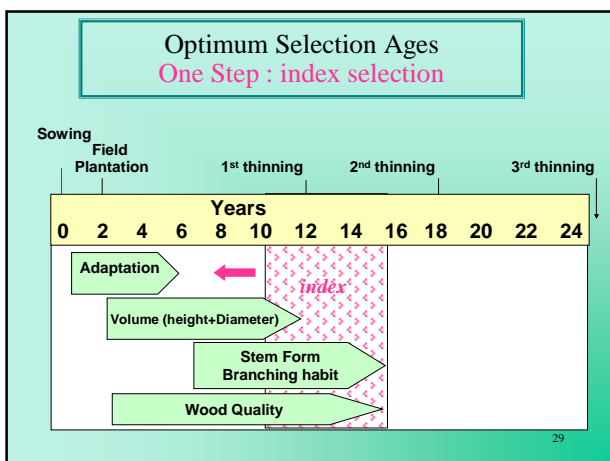 Optimum Selection Ages
One Step : index selection
Sowing
Field
Plantation
1st thinning 2nd thinning 3rd thinning
Years
0 2 4 6 8 10 12 14 16 18 20 22 24
Adaptation
index
Volume (height+Diameter)
Stem Form
Branching habit
Wood Quality
29